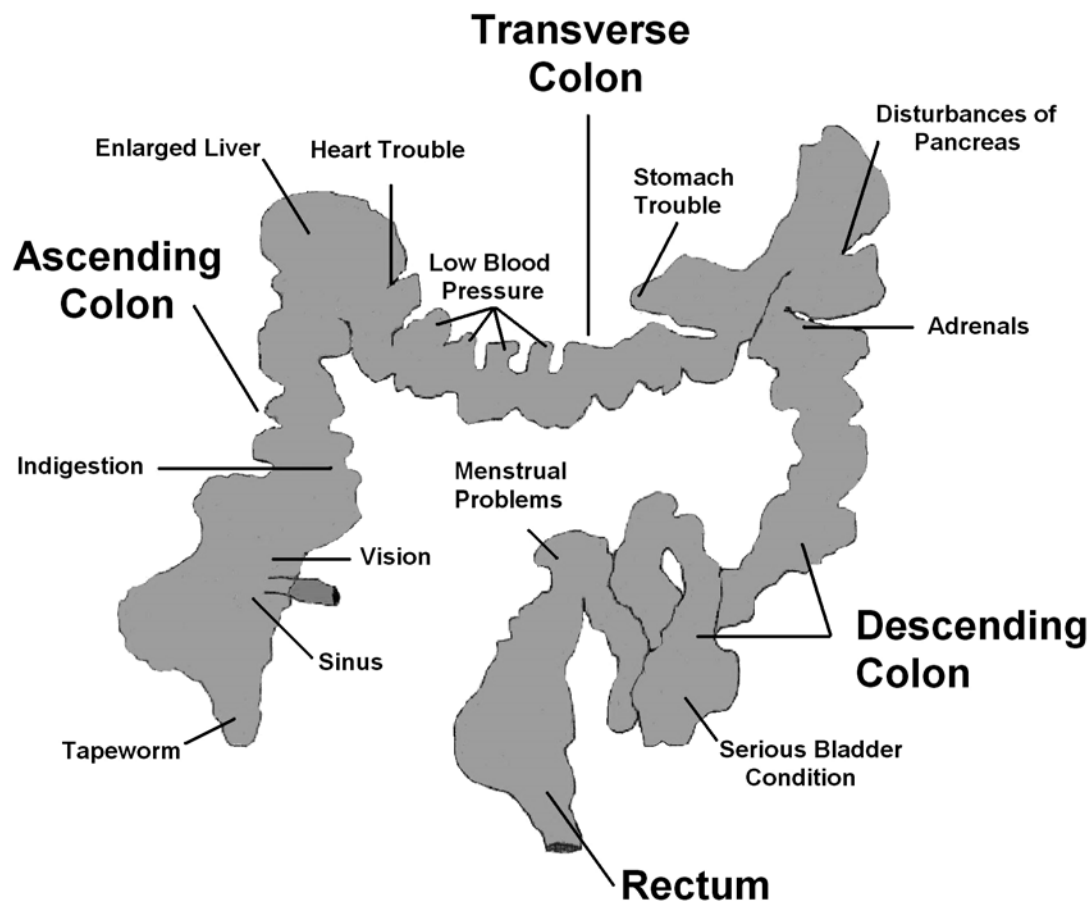 Transverse
Colon
Disturbances of
Pancreas
Enlarged Liver
Heart Trouble
Stomach
Trouble
Ascending
Colon
Low Blood
Pressure
Adrenals
Indigestion
Menstrual
Problems
Vision
Sinus
Descending
Colon
Tapeworm
Serious Bladder
Condition
Rectum